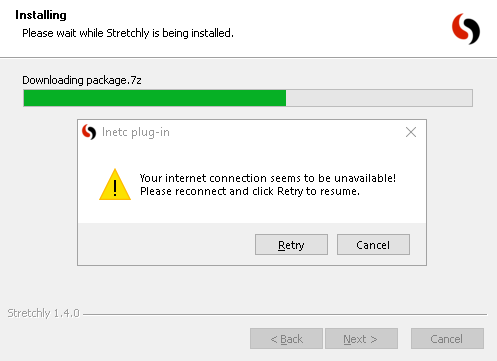 Installing
Please wait while Stretchly is being installed.
Downloading package.7z
Inetc plug-in
Your internet connection seems to be unavailable!
Please reconnect and click Retry to resume.
Retry Cancel
Stretchly 1.4.0
< Back Next > Cancel